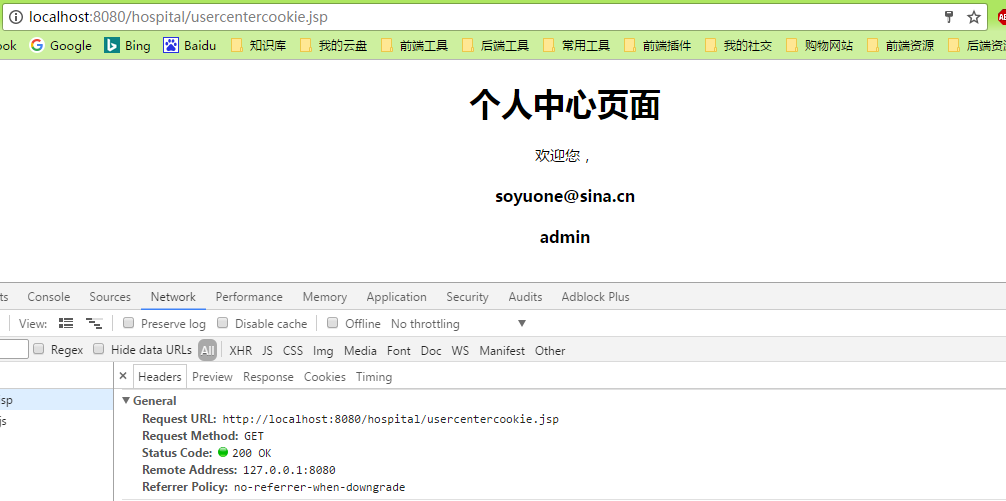 localhost:8080/hospital/usercentercookie.jsp
ook Google Bing Baidu 知识库 我的云盘 前端工具 后端工具 常用工具 前端插件 我的社交 购物网站 前端资源 后端资源
个人中心页面
欢迎您，
soyuone@sina.cn
admin
ts Console Sources Network Performance Memory Application Security Audits Adblock Plus
View: Preserve log Disable cache Offline No throttling
Regex Hide data URLs All XHR JS CSS Img Media Font Doc WS Manifest Other
× Headers Preview Response Cookies Timing
sp
js
General
Request URL: http://localhost:8080/hospital/usercentercookie.jsp
Request Method: GET
Status Code: 200 OK
Remote Address: 127.0.0.1:8080
Referrer Policy: no-referrer-when-downgrade